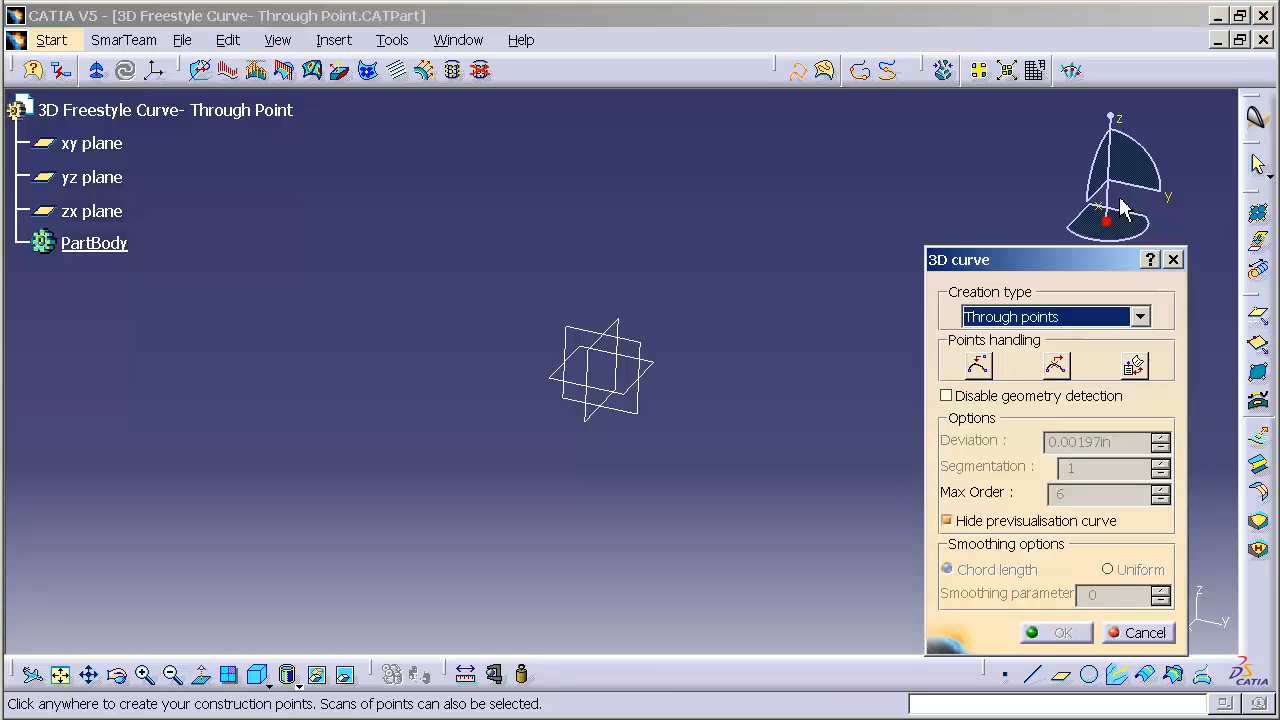 CATIA V5 - [3D Freestyle Curve- Through Point.CATPart]
Start SmarTeam File Edit View Insert Tools Window Help
3D Freestyle Curve- Through Point
xy plane
yz plane
zx plane
PartBody
z
y
x
3D curve
Creation type
Through points
Points handling
Disable geometry detection
Options
Deviation : 0.00197in
Segmentation : 1
Max Order : 6
Hide previsualisation curve
Smoothing options
Chord length Uniform
Smoothing parameter 0
OK Cancel
z
y
CATIA
Click anywhere to create your construction points. Scans of points can also be selected.